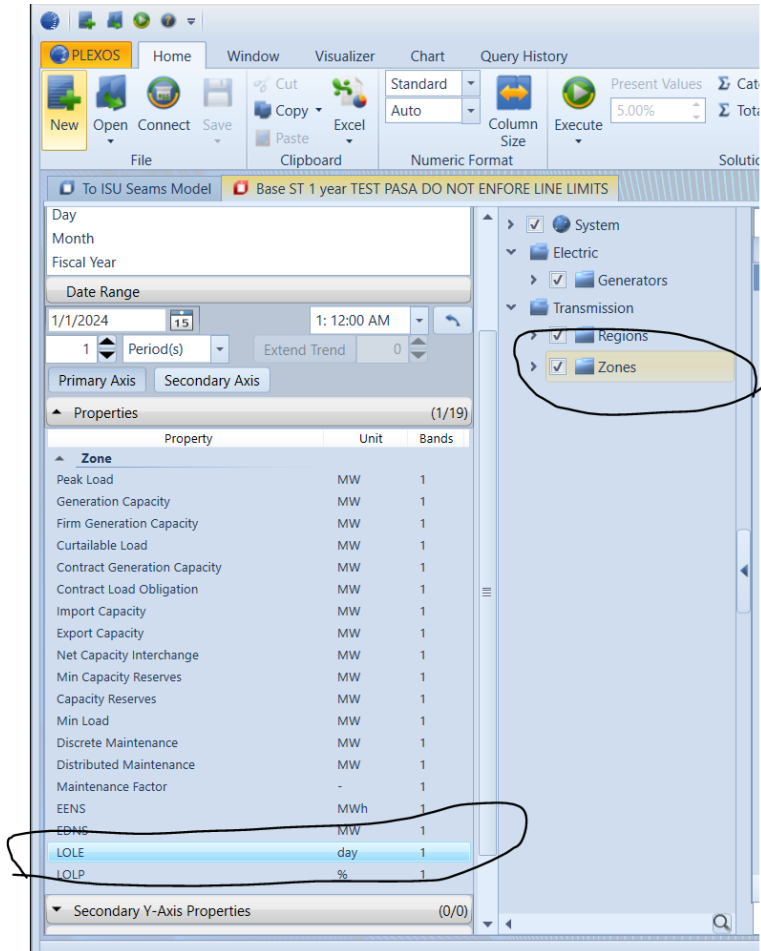 PLEXOS Home Window Visualizer Chart Query History
New Open Connect Save Cut Copy Paste Excel Standard Auto Column Size Execute Present Values 5.00% Σ Σ
File Clipboard Numeric Format
To ISU Seams Model Base ST 1 year TEST PASA DO NOT ENFORE LINE LIMITS
Day
Month
Fiscal Year
Date Range
1/1/2024 15 1: 12:00 AM
1 Period(s) Extend Trend 0
Primary Axis Secondary Axis
Properties (1/19)
Property Unit Bands
Zone
Peak Load MW 1
Generation Capacity MW 1
Firm Generation Capacity MW 1
Curtailable Load MW 1
Contract Generation Capacity MW 1
Contract Load Obligation MW 1
Import Capacity MW 1
Export Capacity MW 1
Net Capacity Interchange MW 1
Min Capacity Reserves MW 1
Capacity Reserves MW 1
Min Load MW 1
Discrete Maintenance MW 1
Distributed Maintenance MW 1
Maintenance Factor - 1
EENS MWh 1
EDNS MW 1
LOLE day 1
LOLP % 1
Secondary Y-Axis Properties (0/0)
System
Electric
Generators
Transmission
Regions
Zones